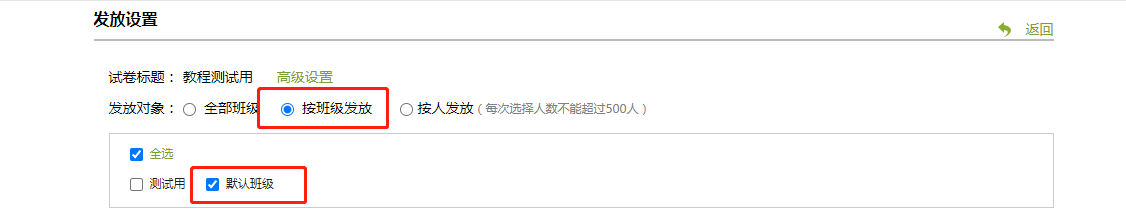 发放设置
返回
试卷标题： 教程测试用 高级设置
发放对象： 全部班级 按班级发放 按人发放（每次选择人数不能超过500人）
全选
测试用 默认班级